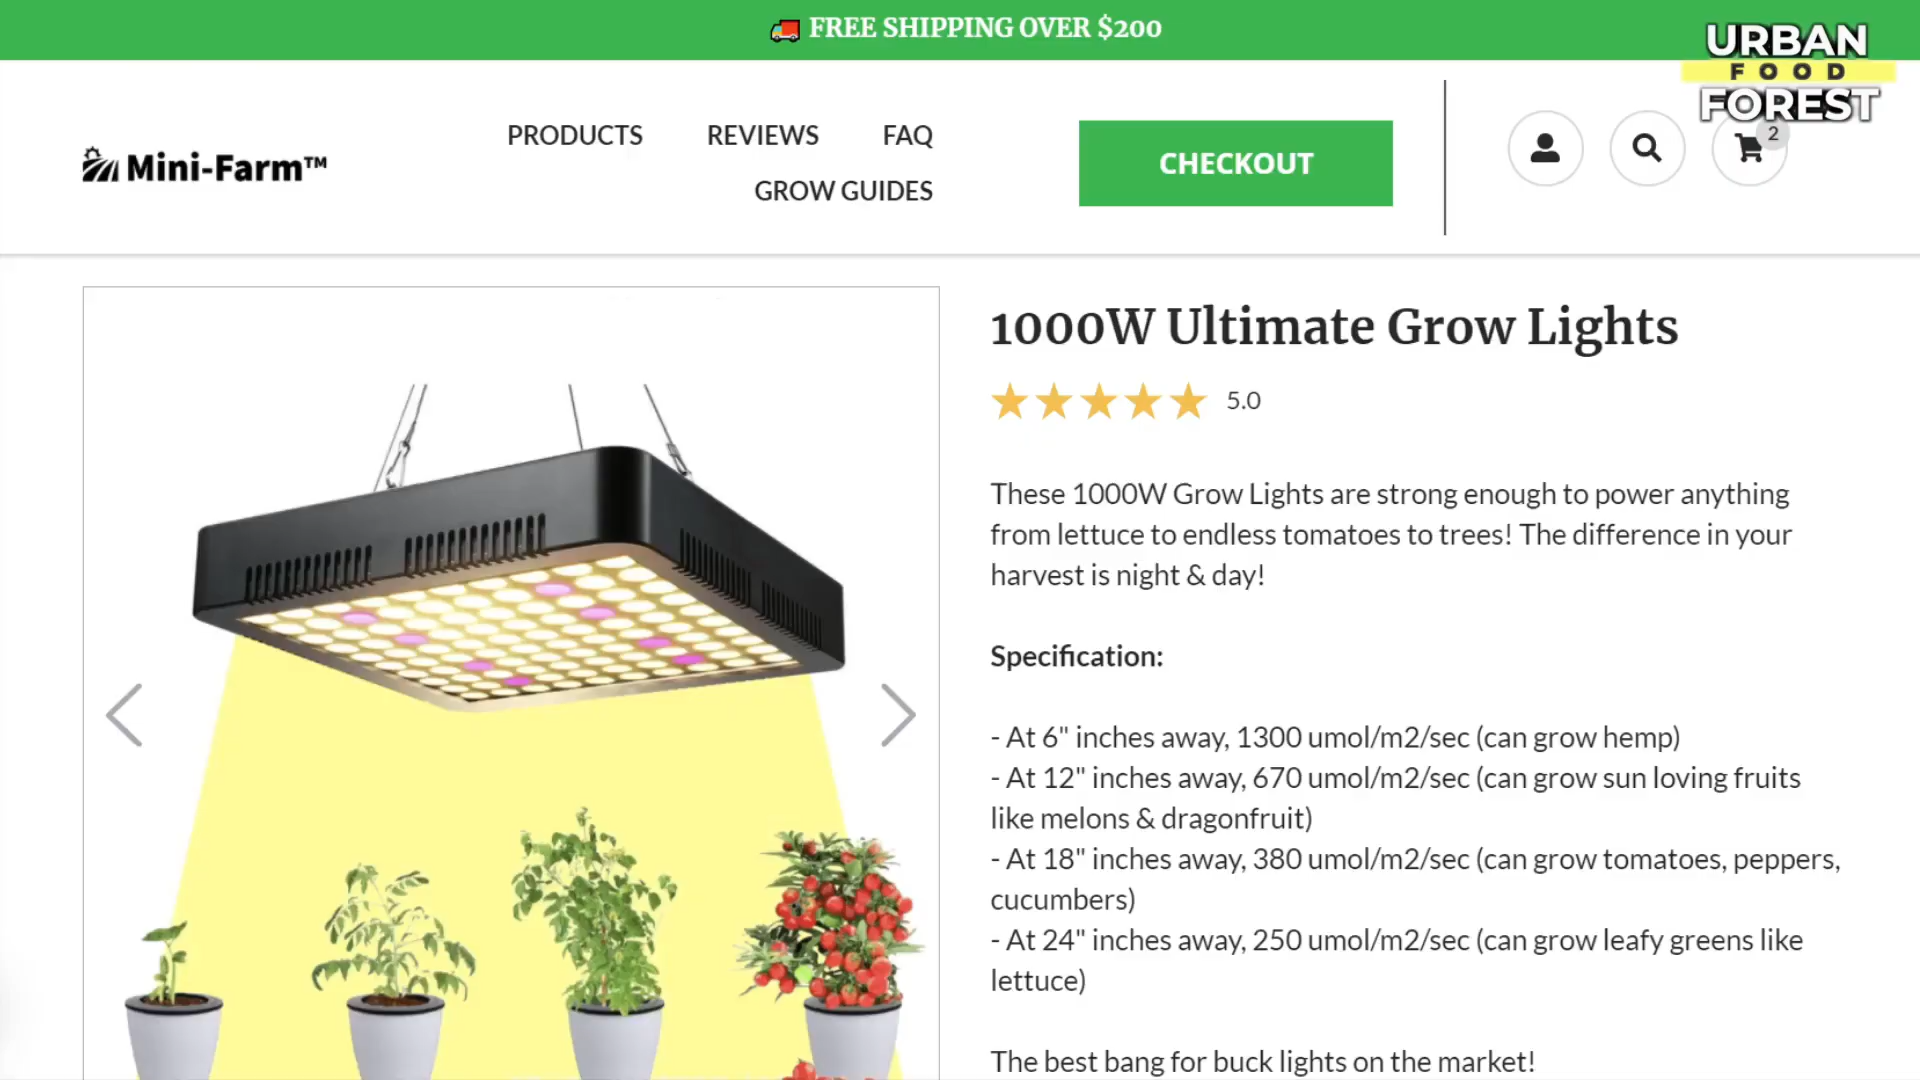 FREE SHIPPING OVER $200
URBAN
FOOD
FOREST
Mini-Farm™
PRODUCTS
REVIEWS
FAQ
GROW GUIDES
CHECKOUT
2
1000W Ultimate Grow Lights
5.0
These 1000W Grow Lights are strong enough to power anything
from lettuce to endless tomatoes to trees! The difference in your
harvest is night & day!
Specification:
- At 6" inches away, 1300 umol/m2/sec (can grow hemp)
- At 12" inches away, 670 umol/m2/sec (can grow sun loving fruits
like melons & dragonfruit)
- At 18" inches away, 380 umol/m2/sec (can grow tomatoes, peppers,
cucumbers)
- At 24" inches away, 250 umol/m2/sec (can grow leafy greens like
lettuce)
The best bang for buck lights on the market!